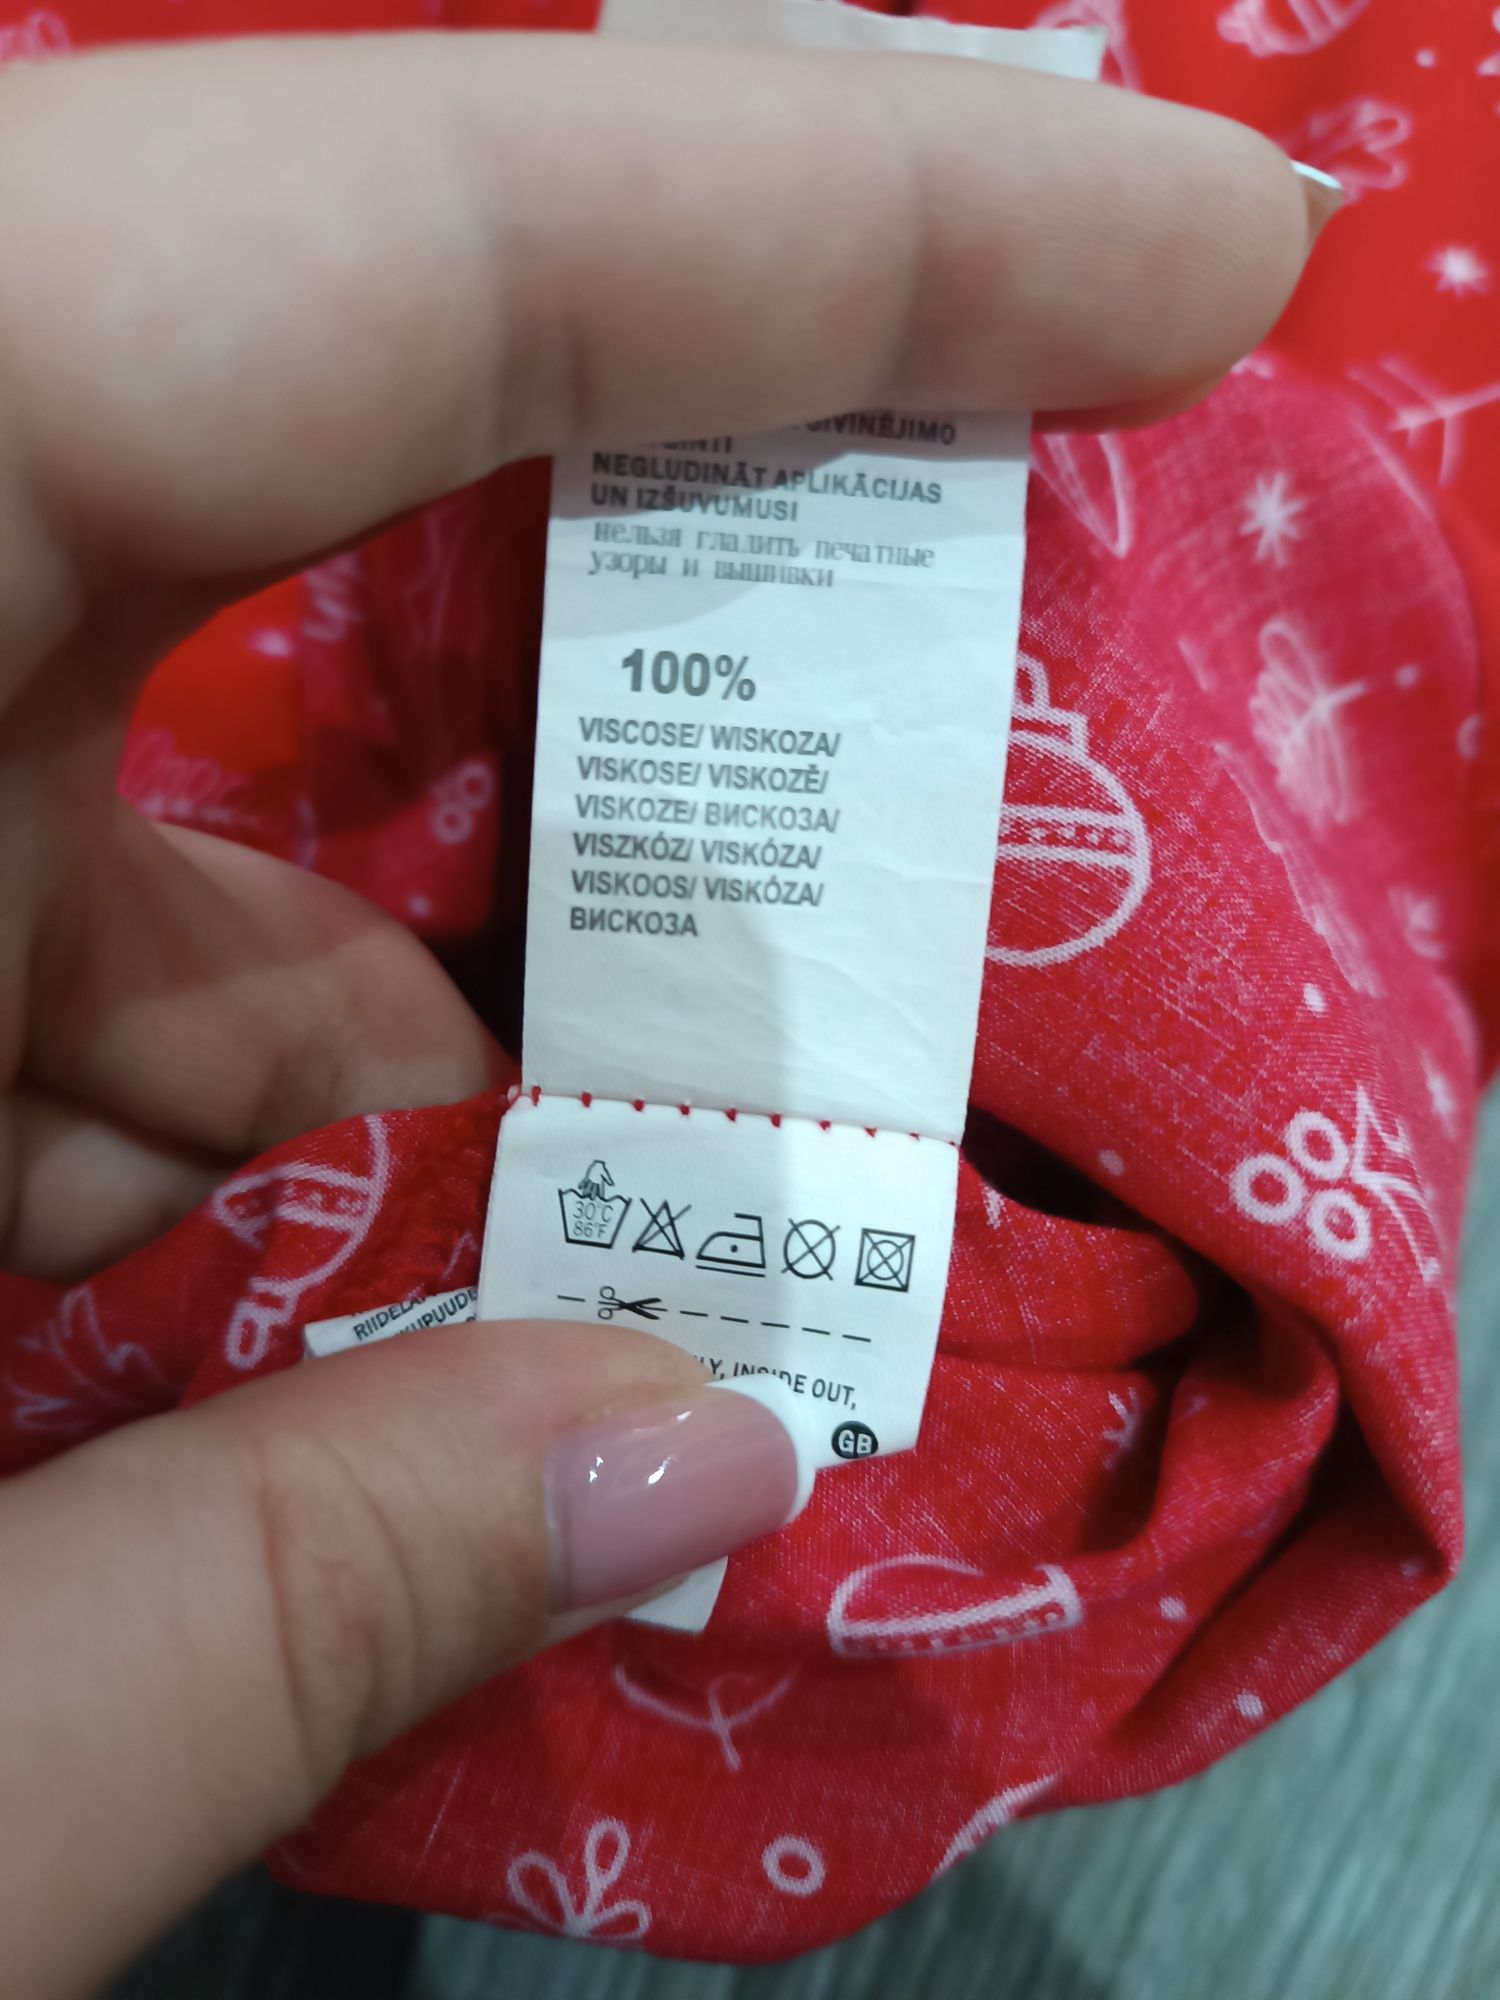 GIVINĖJIMO
NEGLUDINĀT APLIKĀCIJAS
UN IZŠUVUMUSI
нельзя гладить печатные
узоры и вышивки
100%
VISCOSE/ WISKOZA/
VISKOSE/ VISKOZĖ/
VISKOZE/ ВИСКОЗА/
VISZKÓZ/ VISKÓZA/
VISKOOS/ VISKÓZA/
ВИСКОЗА
30°C
86°F
INSIDE OUT,
GB